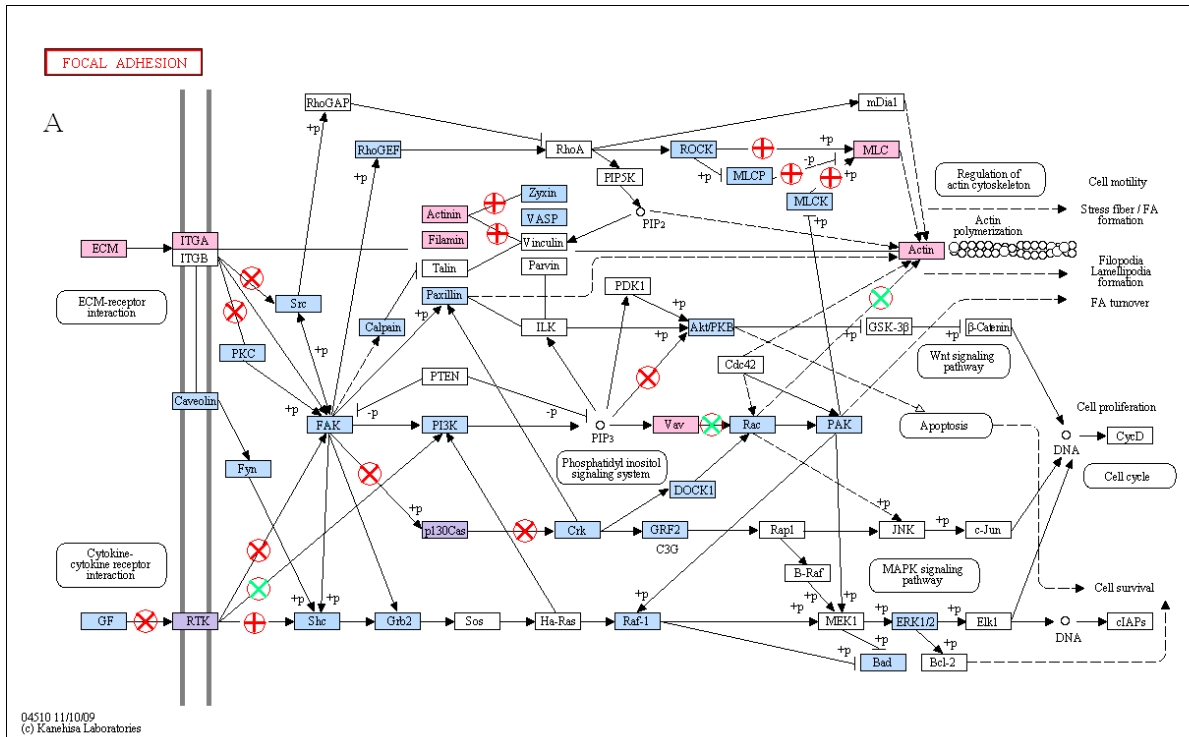 FOCAL ADHESION
A
RhoGAP
mDia1
+p
RhoGEF
RhoA
ROCK
+p
MLC
-p
+p
MLCP
+p
+p
PIP5K
MLCK
Regulation of
actin cytoskeleton
Cell motility
Zyxin
Actinin
VASP
PIP2
Stress fiber / FA
formation
Actin
polymerization
ECM
ITGA
ITGB
Filamin
Vinculin
Actin
Talin
Parvin
Filopodia
Lamellipodia
formation
ECM-receptor
interaction
Src
Paxillin
PDK1
FA turnover
+p
Calpain
+p
ILK
+p
+p
Akt/PKB
GSK-3β
+p
β-Catenin
PKC
+p
Wnt signaling
pathway
PTEN
Cdc42
Caveolin
+p
-p
-p
Cell proliferation
FAK
PI3K
PIP3
Vav
Rac
PAK
Apoptosis
DNA
CycD
Phosphatidyl inositol
signaling system
Cell cycle
Fyn
DOCK1
+p
+p
+p
p130Cas
Crk
GRF2
C3G
Rap1
JNK
c-Jun
Cytokine-
cytokine receptor
interaction
B-Raf
MAPK signaling
pathway
Cell survival
+p
+p
+p
+p
+p
+p
+p
GF
RTK
Shc
Grb2
Sos
Ha-Ras
Raf-1
MEK1
ERK1/2
Elk1
DNA
cIAPs
+p
+p
+p
Bad
Bcl-2
04510 11/10/09
(c) Kanehisa Laboratories